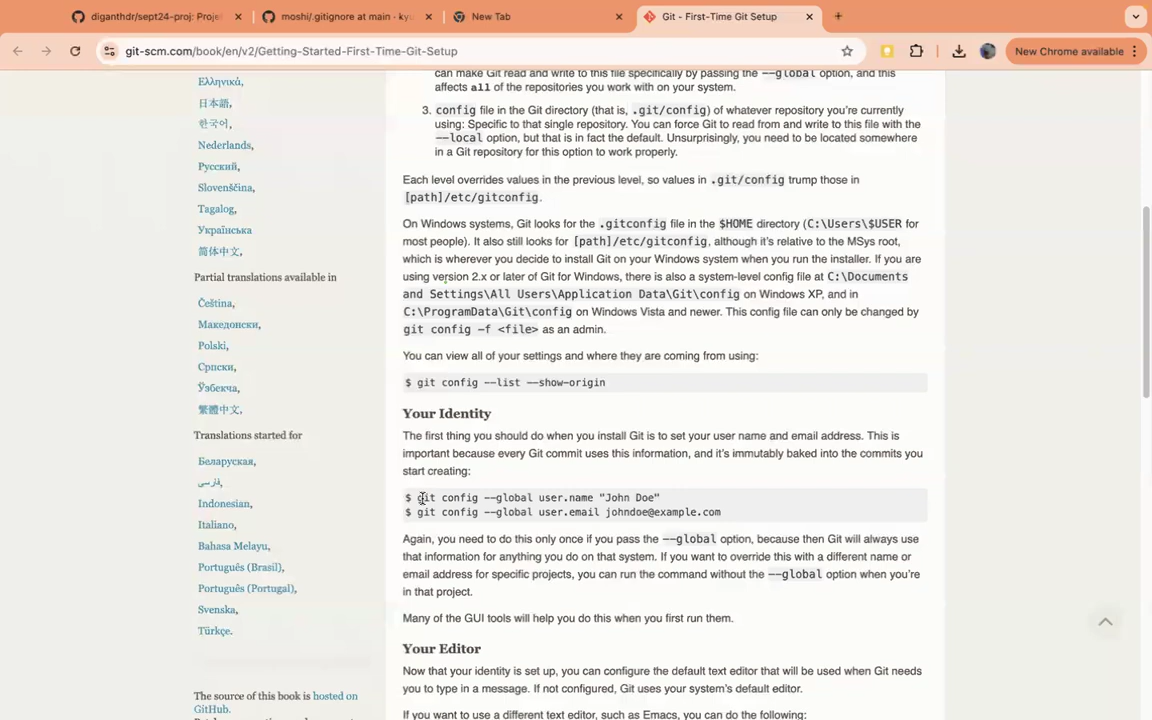 diganthdr/sept24-proj: Proje
moshi/.gitignore at main · ky
New Tab
Git - First-Time Git Setup
git-scm.com/book/en/v2/Getting-Started-First-Time-Git-Setup
New Chrome available
Ελληνικά,
日本語,
한국어,
Nederlands,
Русский,
Slovenščina,
Tagalog,
Українська
简体中文,
Partial translations available in
Čeština,
Македонски,
Polski,
Српски,
Ўзбекча,
繁體中文,
Translations started for
Беларуская,
فارسی,
Indonesian,
Italiano,
Bahasa Melayu,
Português (Brasil),
Português (Portugal),
Svenska,
Türkçe.
The source of this book is hosted on
GitHub.
can make Git read and write to this file specifically by passing the --global option, and this
affects all of the repositories you work with on your system.
3. config file in the Git directory (that is, .git/config) of whatever repository you’re currently
using: Specific to that single repository. You can force Git to read from and write to this file with the
--local option, but that is in fact the default. Unsurprisingly, you need to be located somewhere
in a Git repository for this option to work properly.
Each level overrides values in the previous level, so values in .git/config trump those in
[path]/etc/gitconfig.
On Windows systems, Git looks for the .gitconfig file in the $HOME directory (C:\Users\$USER for
most people). It also still looks for [path]/etc/gitconfig, although it’s relative to the MSys root,
which is wherever you decide to install Git on your Windows system when you run the installer. If you are
using version 2.x or later of Git for Windows, there is also a system-level config file at C:\Documents
and Settings\All Users\Application Data\Git\config on Windows XP, and in
C:\ProgramData\Git\config on Windows Vista and newer. This config file can only be changed by
git config -f <file> as an admin.
You can view all of your settings and where they are coming from using:
$ git config --list --show-origin
Your Identity
The first thing you should do when you install Git is to set your user name and email address. This is
important because every Git commit uses this information, and it’s immutably baked into the commits you
start creating:
$ git config --global user.name "John Doe"
$ git config --global user.email johndoe@example.com
Again, you need to do this only once if you pass the --global option, because then Git will always use
that information for anything you do on that system. If you want to override this with a different name or
email address for specific projects, you can run the command without the --global option when you’re
in that project.
Many of the GUI tools will help you do this when you first run them.
Your Editor
Now that your identity is set up, you can configure the default text editor that will be used when Git needs
you to type in a message. If not configured, Git uses your system’s default editor.
If you want to use a different text editor, such as Emacs, you can do the following: